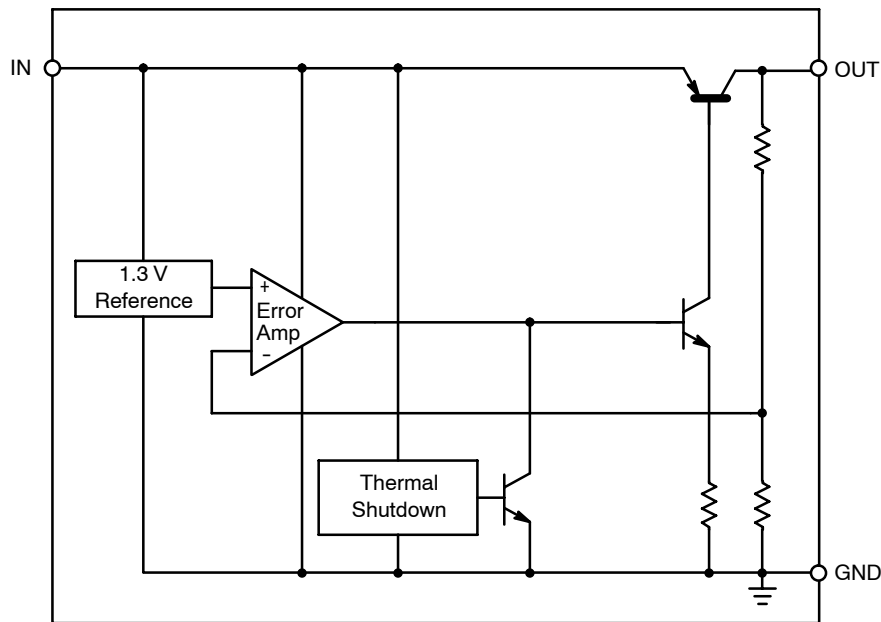 IN
OUT
1.3 V
Reference
+
Error
Amp
−
Thermal
Shutdown
GND